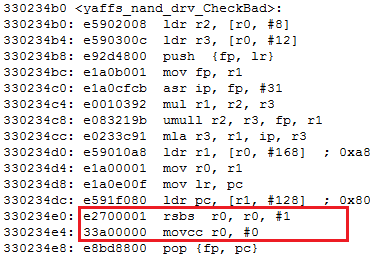 330234b0 <yaffs_nand_drv_CheckBad>:
330234b0: e5902008 ldr r2, [r0, #8]
330234b4: e590300c ldr r3, [r0, #12]
330234b8: e92d4800 push {fp, lr}
330234bc: e1a0b001 mov fp, r1
330234c0: e1a0cfcb asr ip, fp, #31
330234c4: e0010392 mul r1, r2, r3
330234c8: e083219b umull r2, r3, fp, r1
330234cc: e0233c91 mla r3, r1, ip, r3
330234d0: e59010a8 ldr r1, [r0, #168] ; 0xa8
330234d4: e1a01000 mov r1, r0
330234d8: e1a0e00f mov lr, pc
330234dc: e591f080 ldr pc, [r1, #128] ; 0x80
330234e0: e2700001 rsbs r0, r0, #1
330234e4: 33a00000 movcc r0, #0
330234e8: e8bd8800 pop {fp, pc}